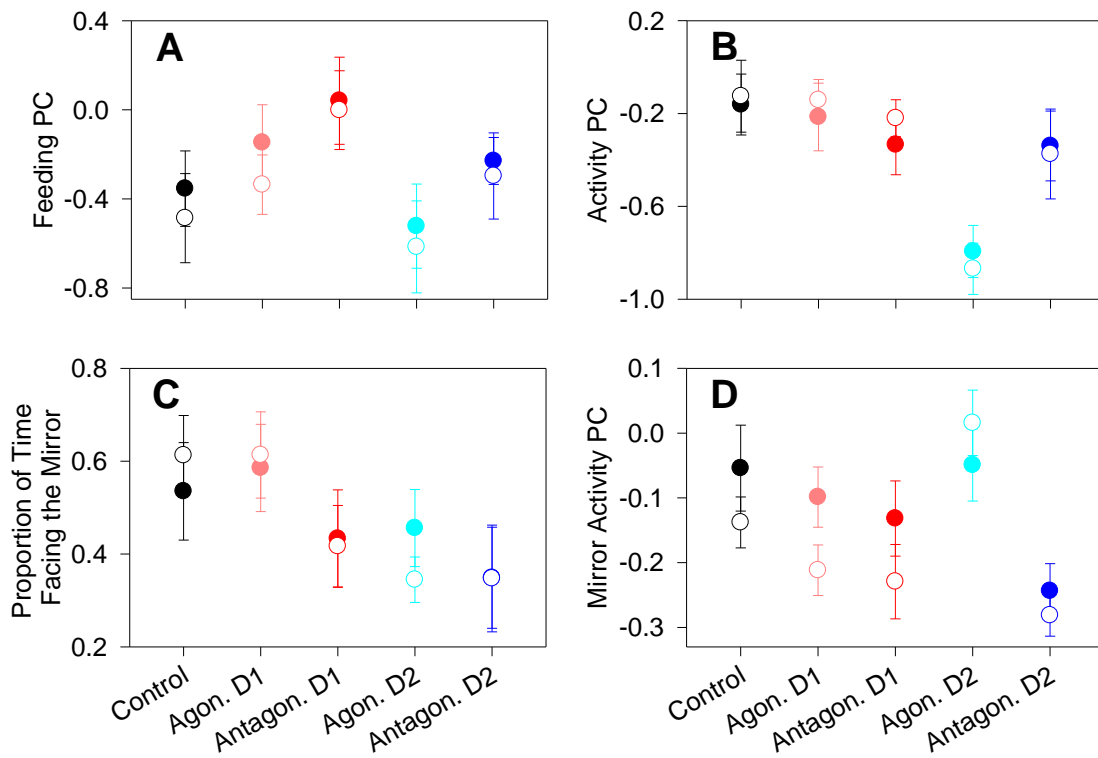 A
Feeding PC
0.4
0.0
-0.4
-0.8
B
Activity PC
0.2
-0.2
-0.6
-1.0
C
Proportion of Time
Facing the Mirror
0.8
0.6
0.4
0.2
Control
Agon. D1
Antagon. D1
Agon. D2
Antagon. D2
D
Mirror Activity PC
0.1
0.0
-0.1
-0.2
-0.3
Control
Agon. D1
Antagon. D1
Agon. D2
Antagon. D2